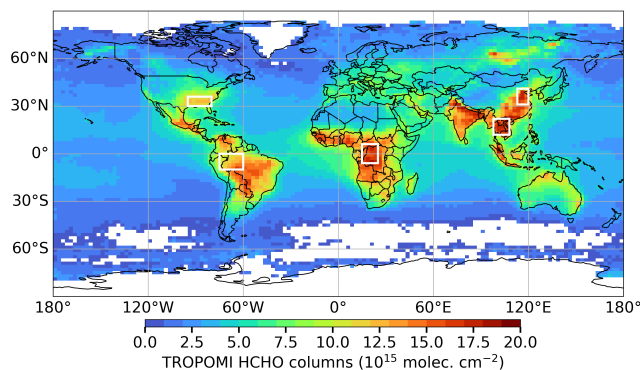 60°N
30°N
0°
30°S
60°S
180° 120°W 60°W 0° 60°E 120°E 180°
0.0 2.5 5.0 7.5 10.0 12.5 15.0 17.5 20.0
TROPOMI HCHO columns (10¹⁵ molec. cm⁻²)